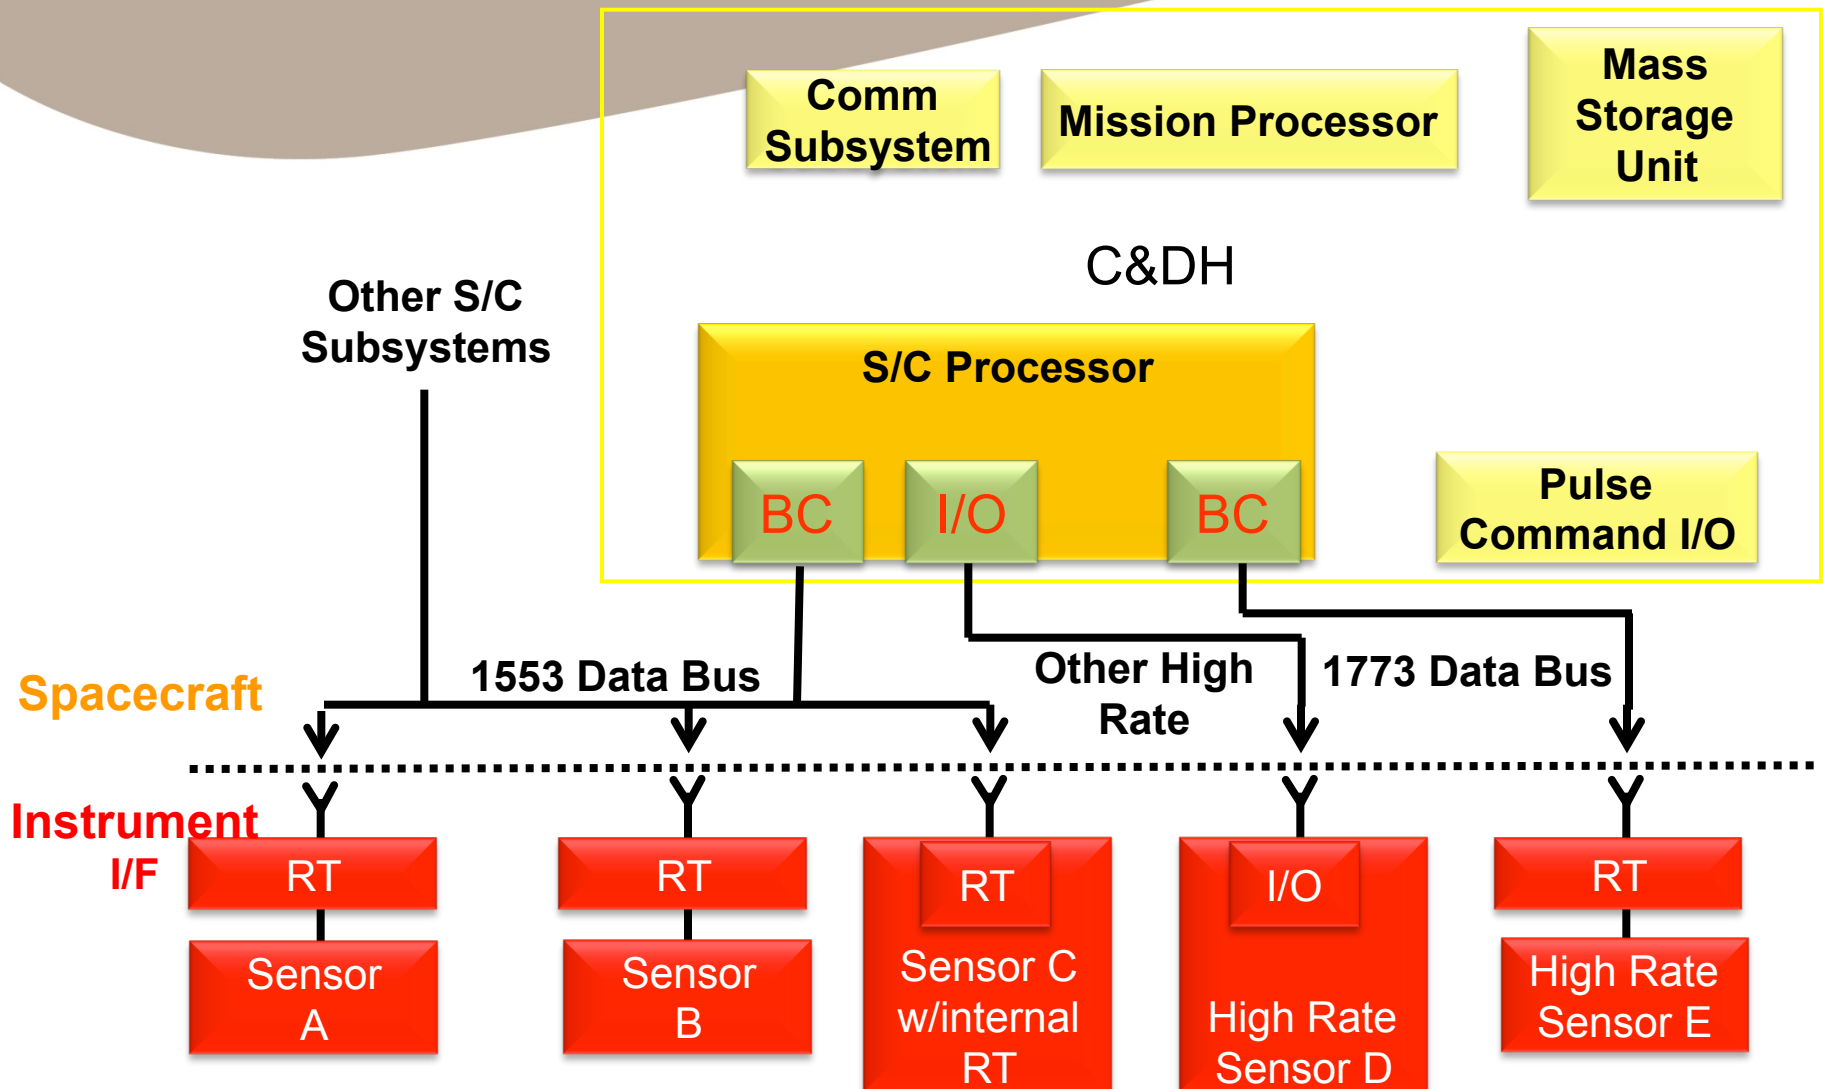 Comm
Subsystem
Mission Processor
Mass
Storage
Unit
C&DH
Other S/C
Subsystems
S/C Processor
BC
I/O
BC
Pulse
Command I/O
1553 Data Bus
Other High
Rate
1773 Data Bus
Spacecraft
Instrument
I/F
RT
RT
RT
I/O
RT
Sensor
A
Sensor
B
Sensor C
w/internal
RT
High Rate
Sensor D
High Rate
Sensor E